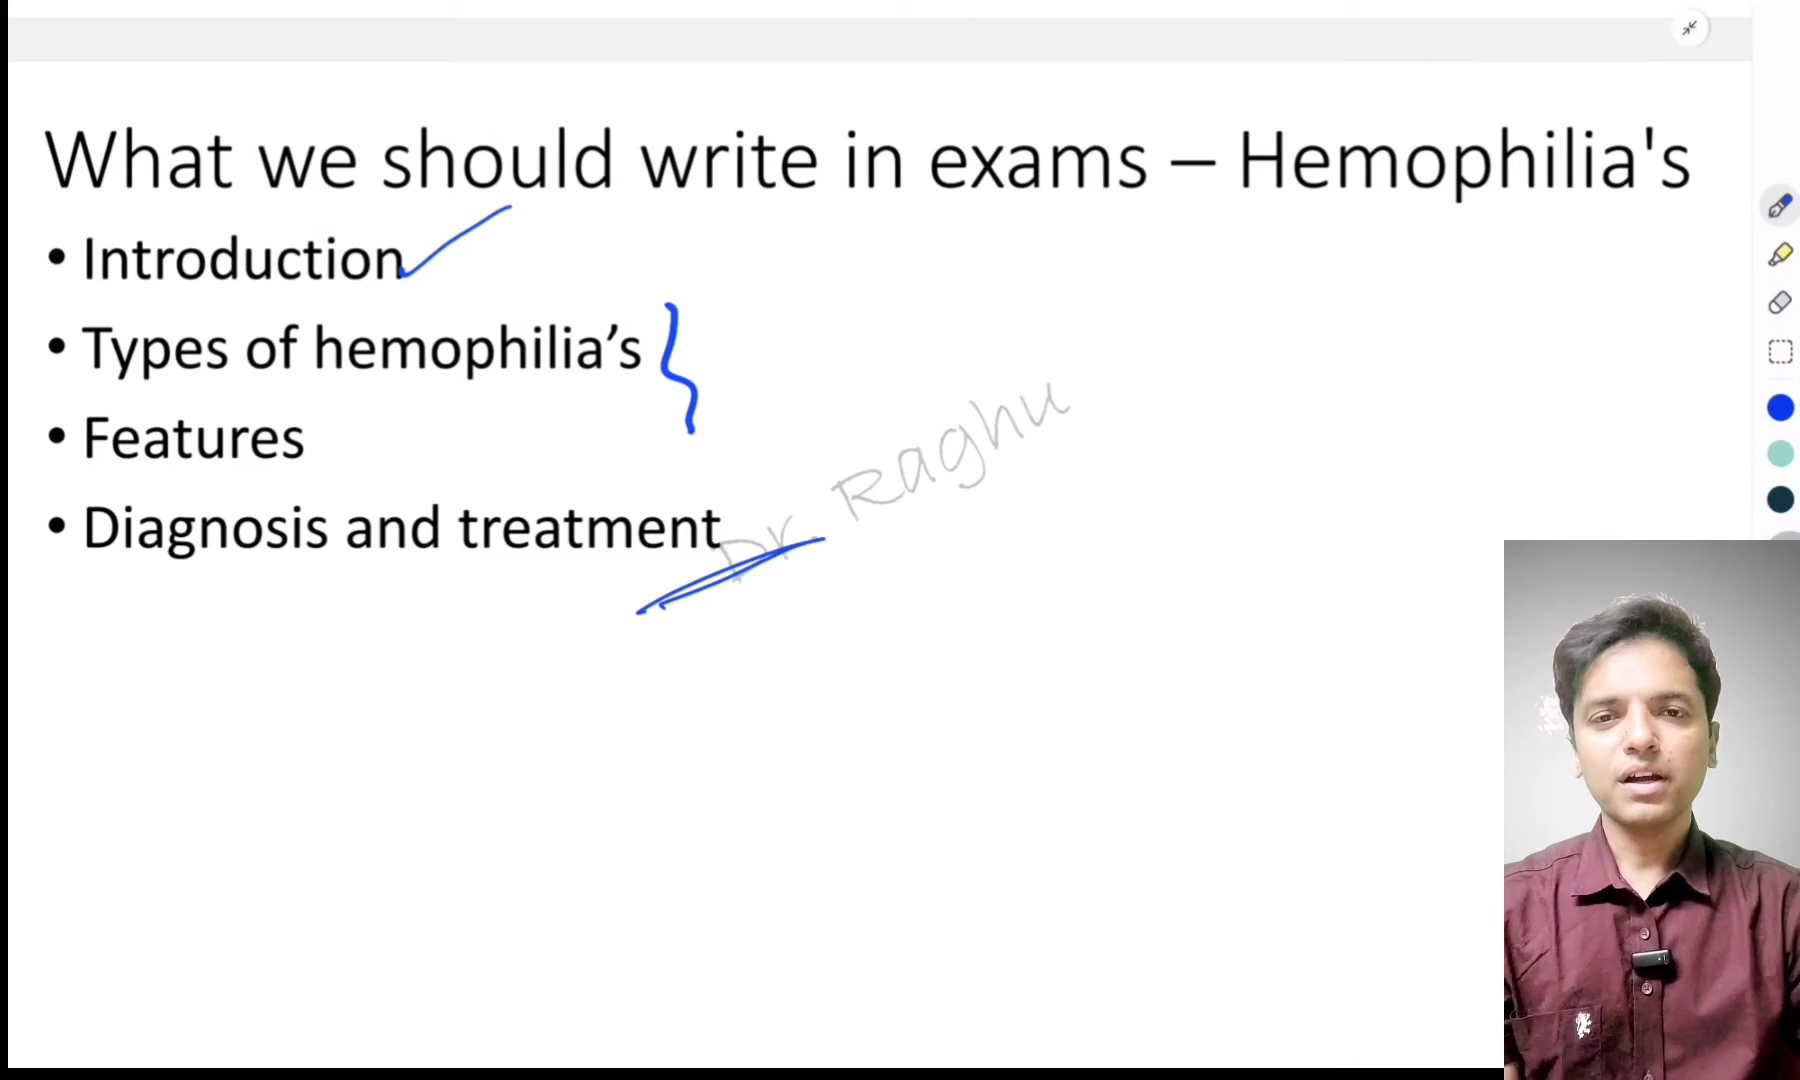 What we should write in exams – Hemophilia's
• Introduction
• Types of hemophilia’s
• Features
• Diagnosis and treatment
Dr. Raghu